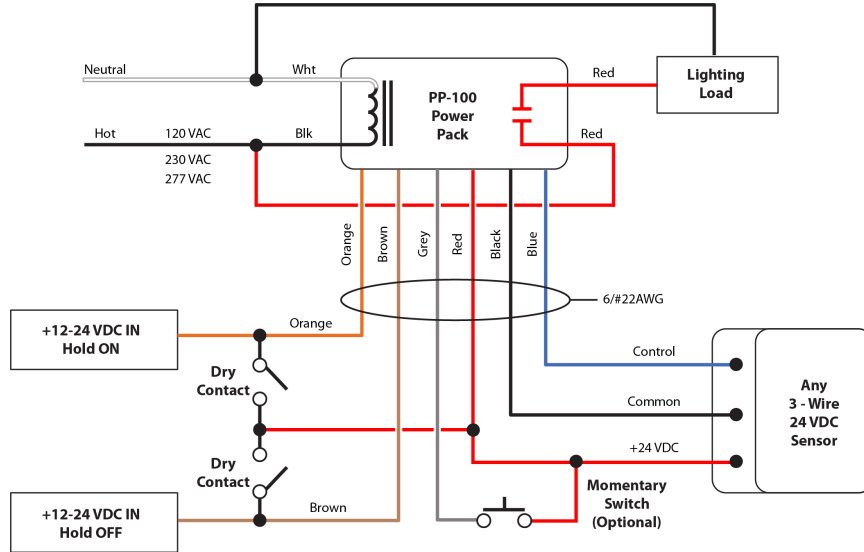 Neutral
Wht
PP-100
Power
Pack
Red
Lighting
Load
Hot
120 VAC
Blk
Red
230 VAC
277 VAC
Orange
Brown
Grey
Red
Black
Blue
6/#22AWG
+12-24 VDC IN
Hold ON
Orange
Dry
Contact
Control
Common
+24 VDC
Any
3 - Wire
24 VDC
Sensor
Dry
Contact
Momentary
Switch
(Optional)
+12-24 VDC IN
Hold OFF
Brown